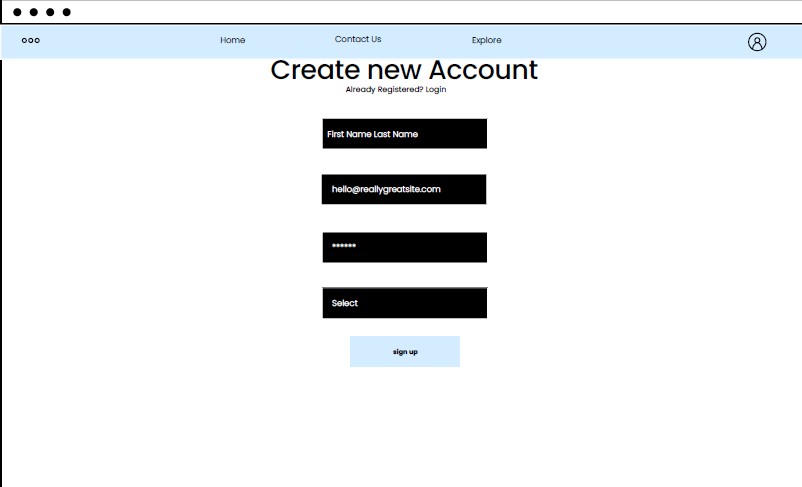 Home Contact Us Explore
Create new Account
Already Registered? Login
First Name Last Name
hello@reallygreatsite.com
******
Select
sign up